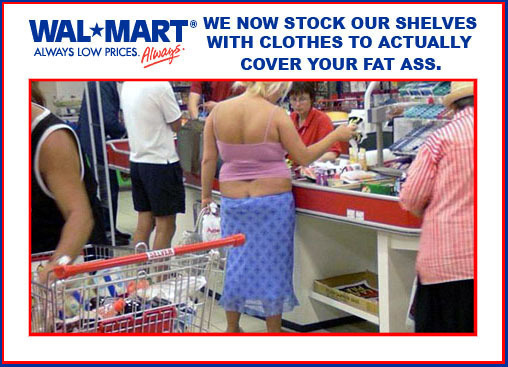 WAL★MART®
ALWAYS LOW PRICES. Always.
WE NOW STOCK OUR SHELVES
WITH CLOTHES TO ACTUALLY
COVER YOUR FAT ASS.